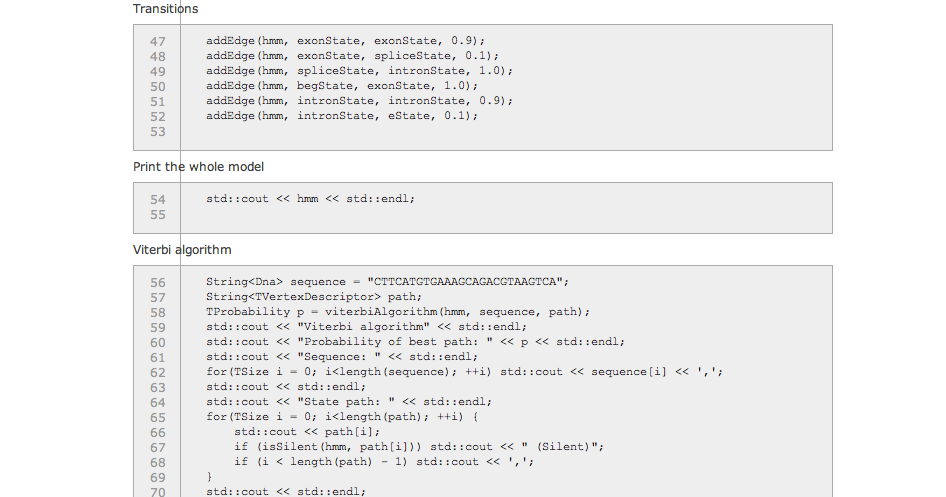 Transitions
47 addEdge(hmm, exonState, exonState, 0.9);
48 addEdge(hmm, exonState, spliceState, 0.1);
49 addEdge(hmm, spliceState, intronState, 1.0);
50 addEdge(hmm, begState, exonState, 1.0);
51 addEdge(hmm, intronState, intronState, 0.9);
52 addEdge(hmm, intronState, eState, 0.1);
53
Print the whole model
54 std::cout << hmm << std::endl;
55
Viterbi algorithm
56 String<Dna> sequence = "CTTCATGTGAAAGCAGACGTAAGTCA";
57 String<TVertexDescriptor> path;
58 TProbability p = viterbiAlgorithm(hmm, sequence, path);
59 std::cout << "Viterbi algorithm" << std::endl;
60 std::cout << "Probability of best path: " << p << std::endl;
61 std::cout << "Sequence: " << std::endl;
62 for(TSize i = 0; i<length(sequence); ++i) std::cout << sequence[i] << ',';
63 std::cout << std::endl;
64 std::cout << "State path: " << std::endl;
65 for(TSize i = 0; i<length(path); ++i) {
66 std::cout << path[i];
67 if (isSilent(hmm, path[i])) std::cout << " (Silent)";
68 if (i < length(path) - 1) std::cout << ',';
69 }
70 std::cout << std::endl;